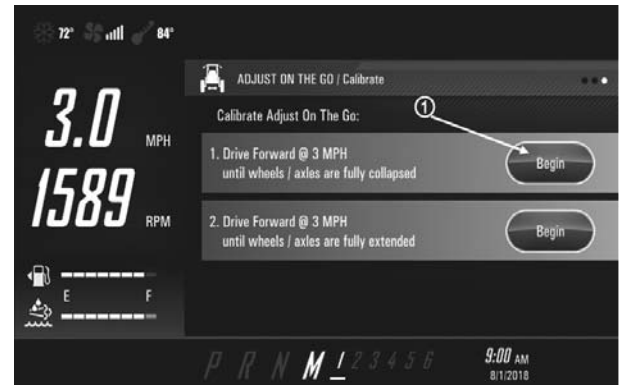 72° 84°
ADJUST ON THE GO / Calibrate
3.0 MPH
Calibrate Adjust On The Go:
1
1. Drive Forward @ 3 MPH
until wheels / axles are fully collapsed
Begin
1589 RPM
2. Drive Forward @ 3 MPH
until wheels / axles are fully extended
Begin
E F
P R N M 1 2 3 4 5 6
9:00 AM
8/1/2018